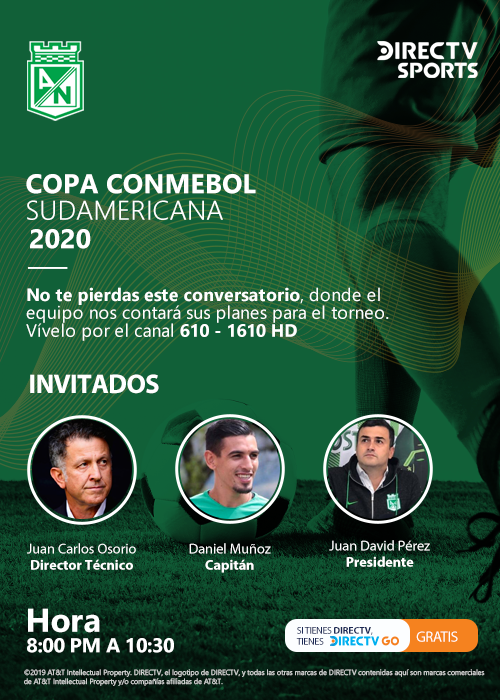 AN
DIRECTV
SPORTS
COPA CONMEBOL
SUDAMERICANA
2020
No te pierdas este conversatorio, donde el
equipo nos contará sus planes para el torneo.
Vívelo por el canal 610 - 1610 HD
INVITADOS
Juan Carlos Osorio
Director Técnico
Daniel Muñoz
Capitán
Juan David Pérez
Presidente
Hora
8:00 PM A 10:30
SI TIENES DIRECTV,
TIENES DIRECTV GO
GRATIS
©2019 AT&T Intellectual Property. DIRECTV, el logotipo de DIRECTV, y todas las otras marcas de DIRECTV contenidas aquí son marcas comerciales
de AT&T Intellectual Property y/o compañías afiliadas de AT&T.